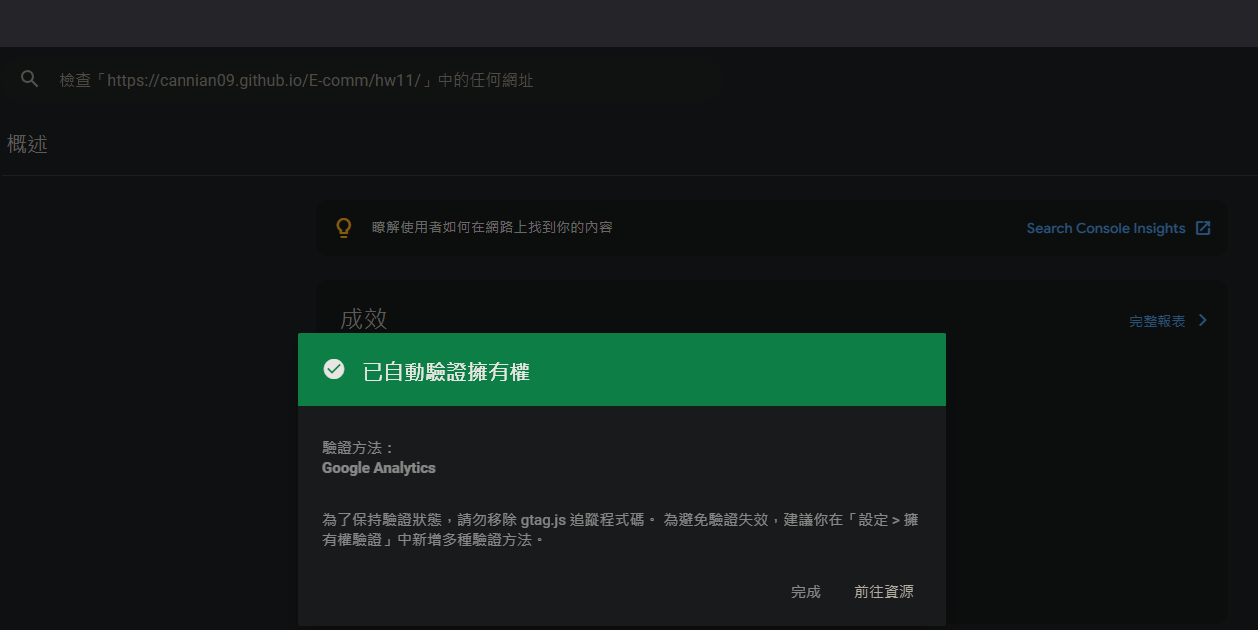 檢查「https://cannian09.github.io/E-comm/hw11/」中的任何網址
概述
瞭解使用者如何在網路上找到你的內容
Search Console Insights
成效
完整報表
已自動驗證擁有權
驗證方法：
Google Analytics
為了保持驗證狀態，請勿移除 gtag.js 追蹤程式碼。 為避免驗證失效，建議你在「設定 > 擁
有權驗證」中新增多種驗證方法。
完成
前往資源